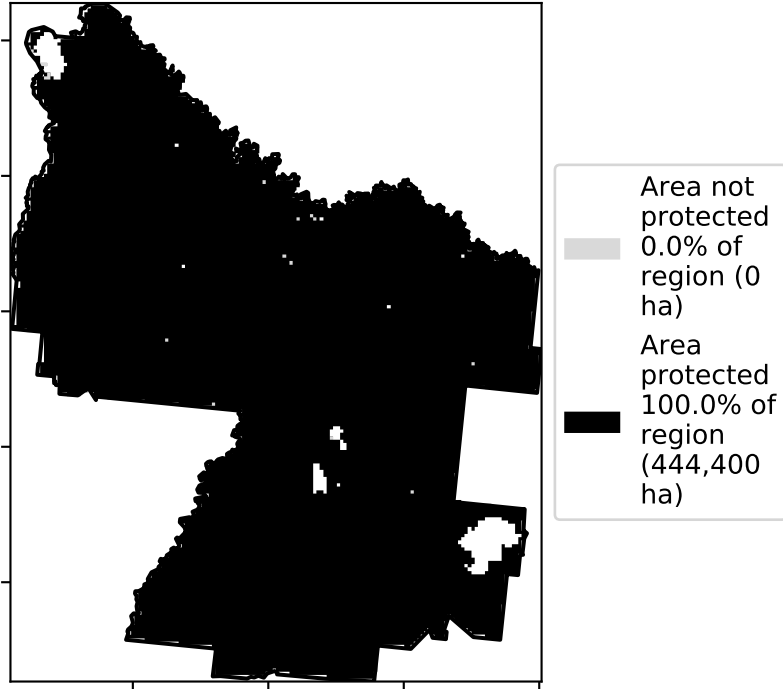 Area not
protected
0.0% of
region (0
ha)
Area
protected
100.0% of
region
(444,400
ha)